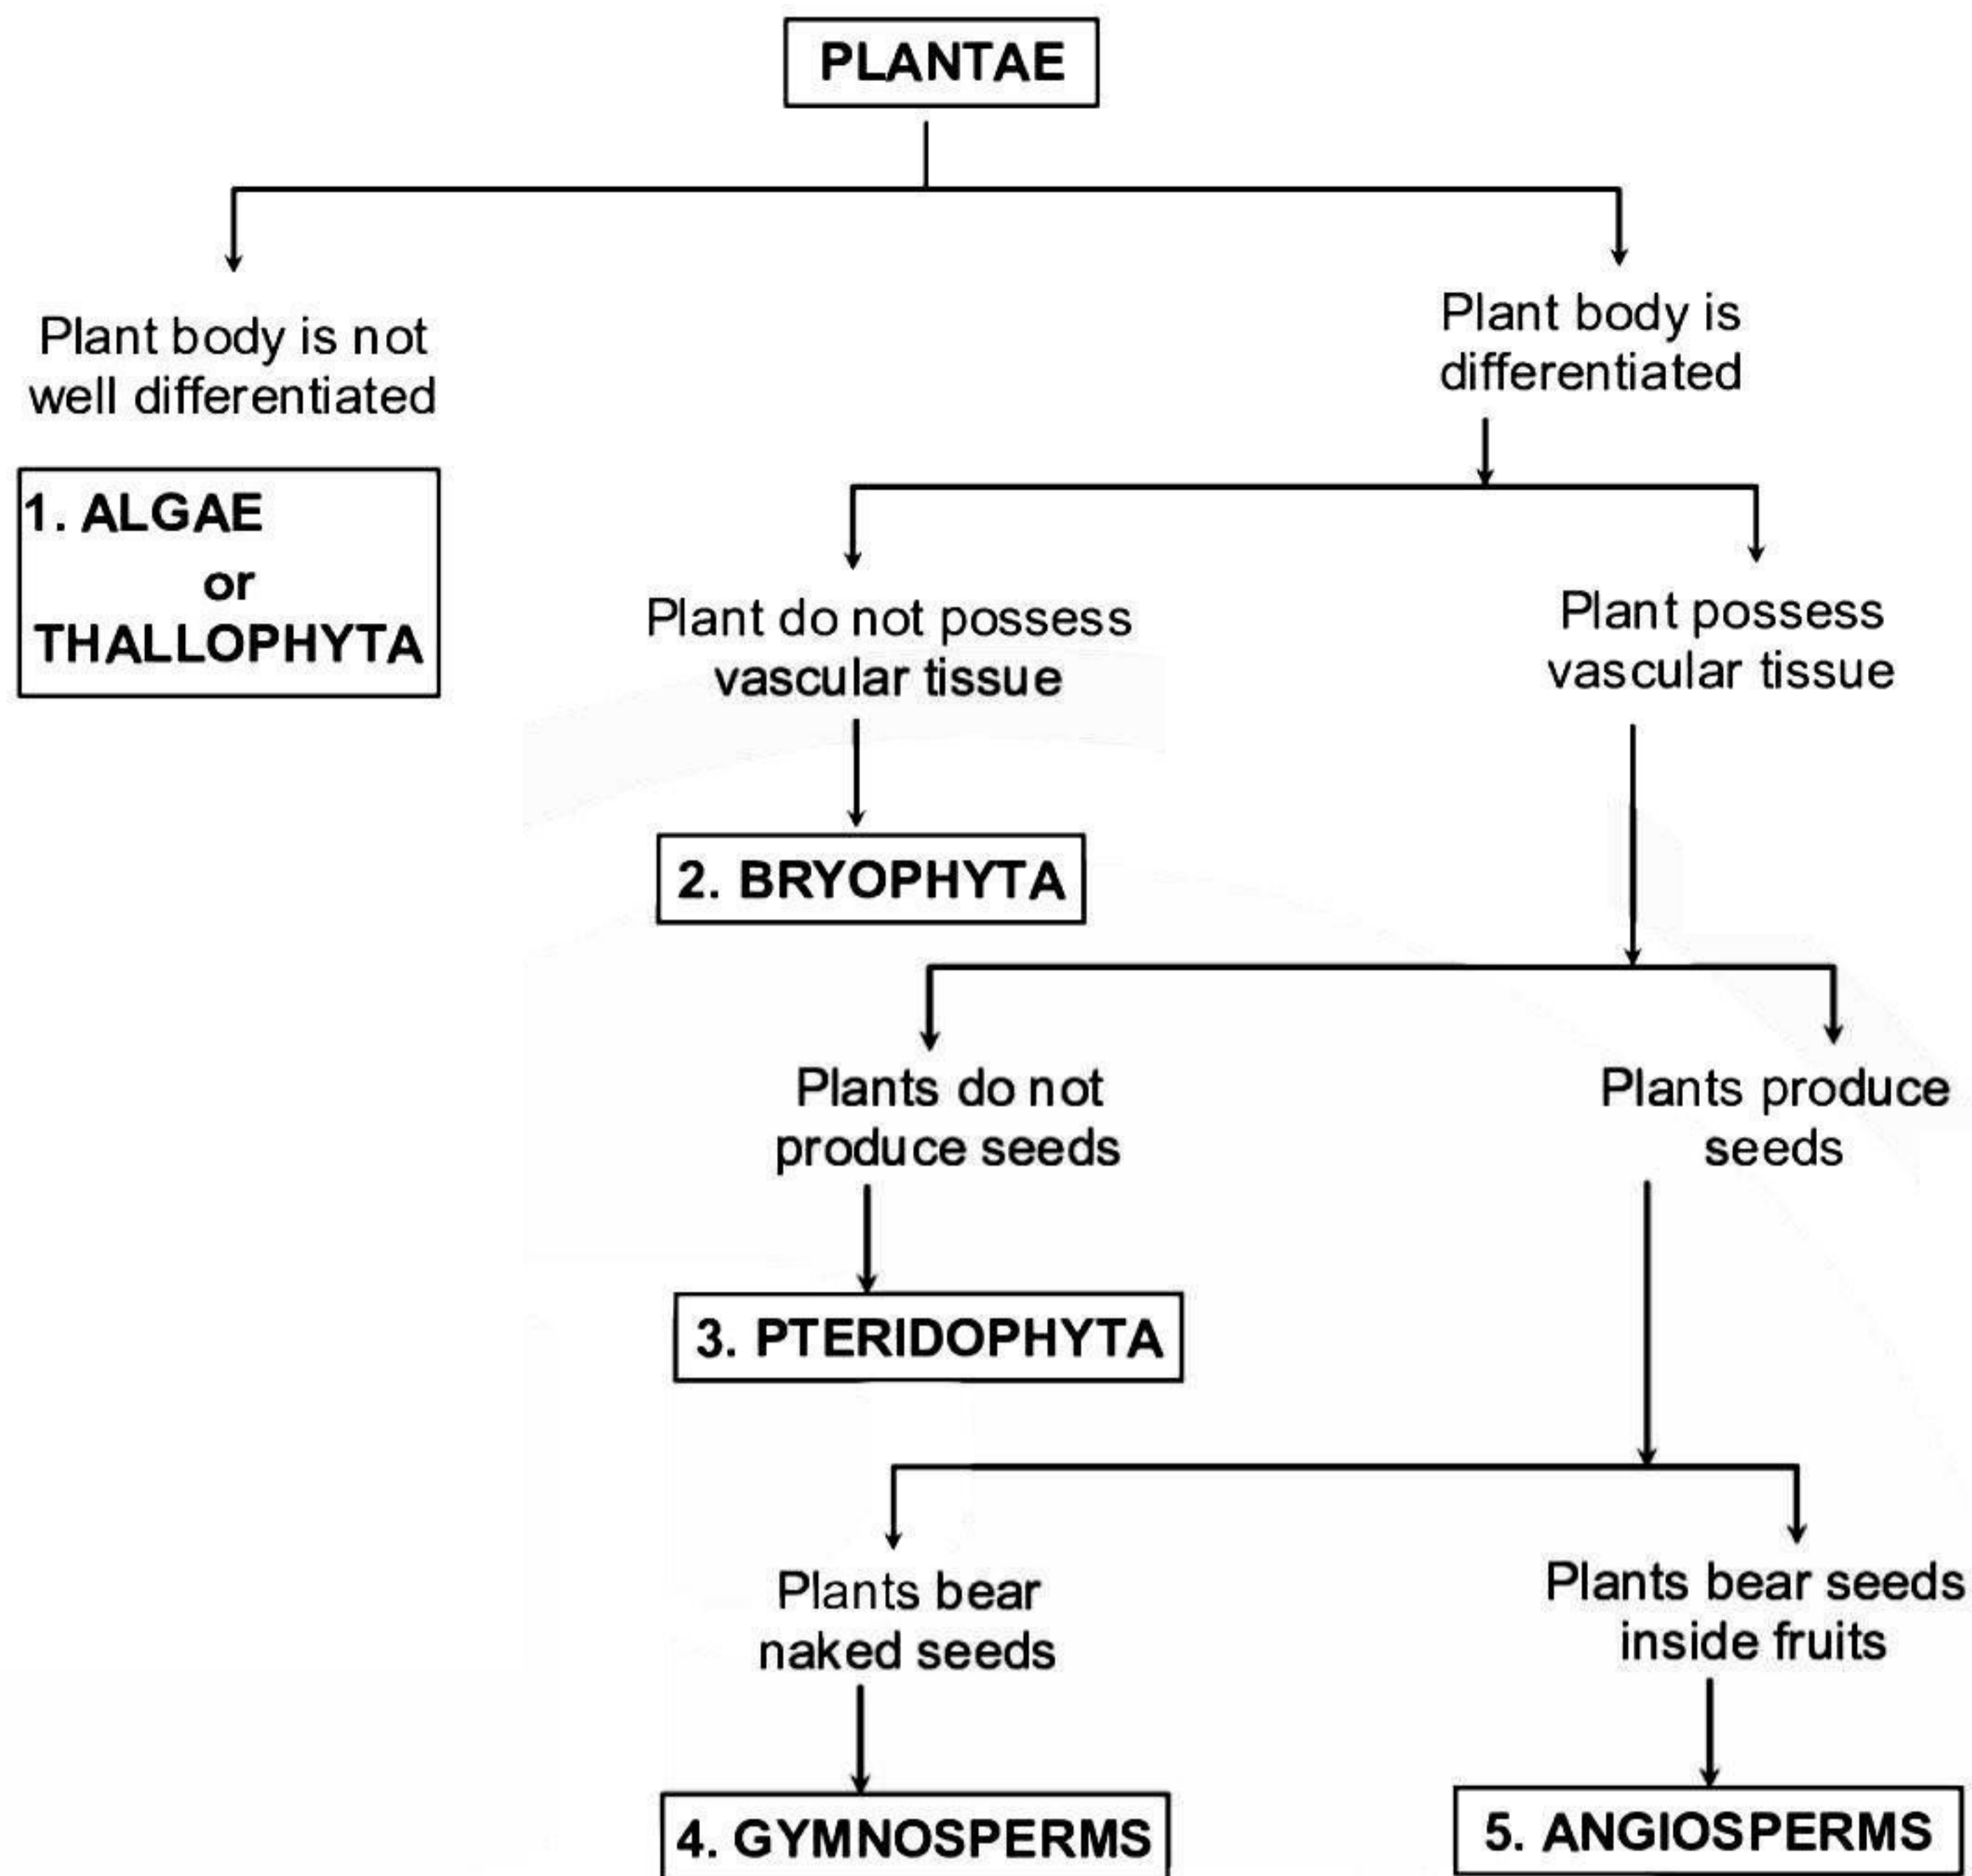 PLANTAE
Plant body is not
well differentiated
Plant body is
differentiated
1. ALGAE
or
THALLOPHYTA
Plant do not possess
vascular tissue
Plant possess
vascular tissue
2. BRYOPHYTA
Plants do not
produce seeds
Plants produce
seeds
3. PTERIDOPHYTA
Plants bear
naked seeds
Plants bear seeds
inside fruits
4. GYMNOSPERMS
5. ANGIOSPERMS